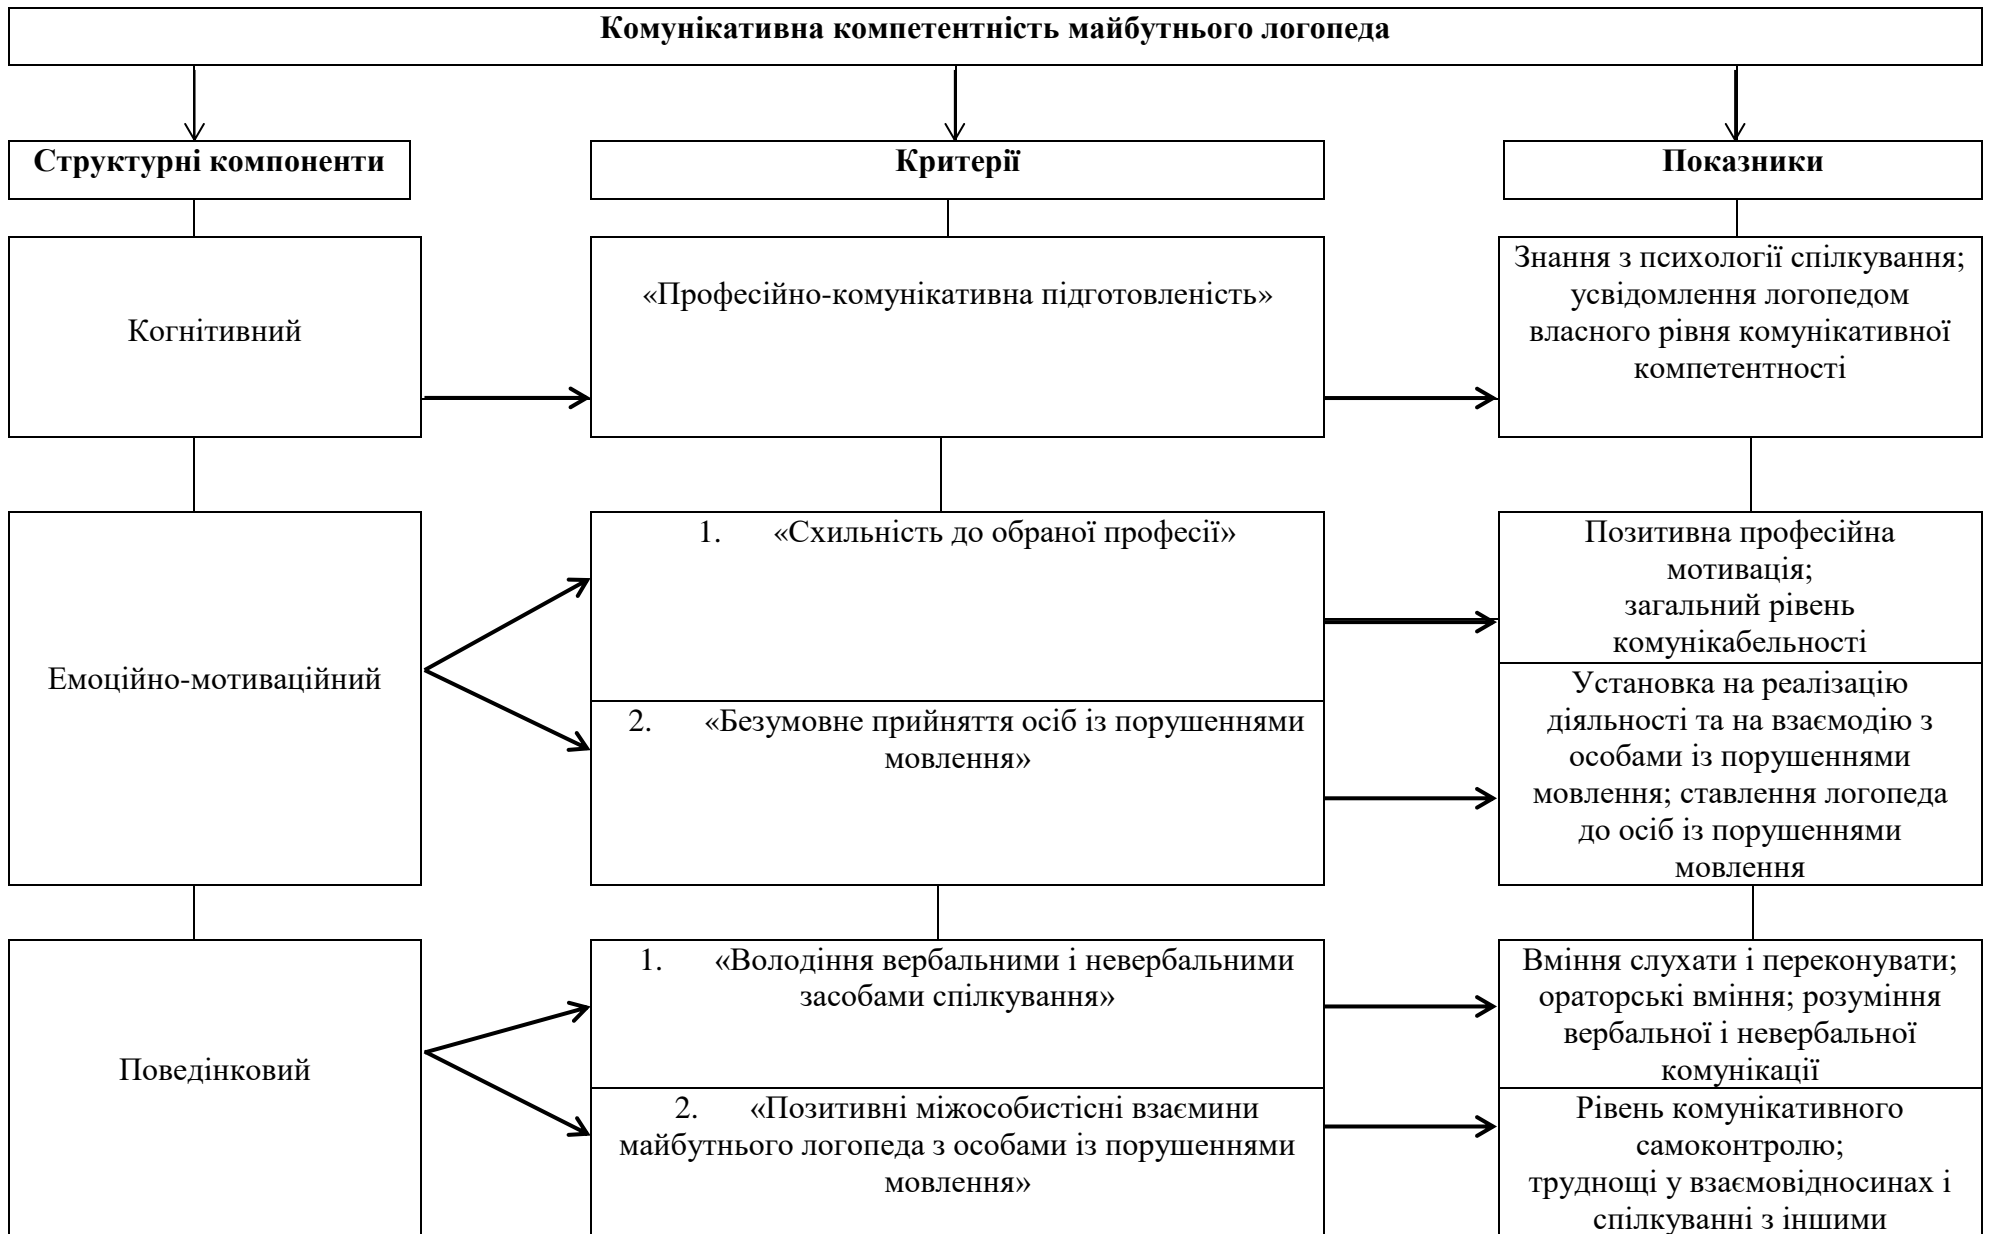 Комунікативна компетентність майбутнього логопеда
Структурні компоненти
Критерії
Показники
Когнітивний
«Професійно-комунікативна підготовленість»
Знання з психології спілкування;
усвідомлення логопедом
власного рівня комунікативної
компетентності
Емоційно-мотиваційний
1. «Схильність до обраної професії»
Позитивна професійна
мотивація;
загальний рівень
комунікабельності
2. «Безумовне прийняття осіб із порушеннями
мовлення»
Установка на реалізацію
діяльності та на взаємодію з
особами із порушеннями
мовлення; ставлення логопеда
до осіб із порушеннями
мовлення
Поведінковий
1. «Володіння вербальними і невербальними
засобами спілкування»
Вміння слухати і переконувати;
ораторські вміння; розуміння
вербальної і невербальної
комунікації
2. «Позитивні міжособистісні взаємини
майбутнього логопеда з особами із порушеннями
мовлення»
Рівень комунікативного
самоконтролю;
труднощі у взаємовідносинах і
спілкуванні з іншими